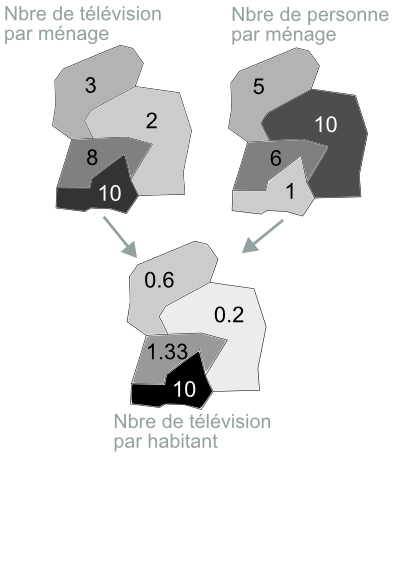 Nbre de télévision
par ménage
Nbre de personne
par ménage
3
2
8
10
5
10
6
1
0.6
0.2
1.33
10
Nbre de télévision
par habitant